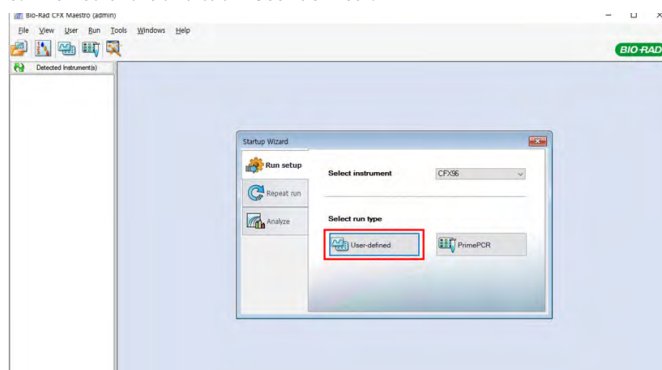 Bio-Rad CFX Maestro (admin)
File View User Run Tools Windows Help
BIO-RAD
Detected Instrument(s)
Startup Wizard
Run setup
Select instrument CFX96
Repeat run
Analyze
Select run type
User-defined PrimePCR